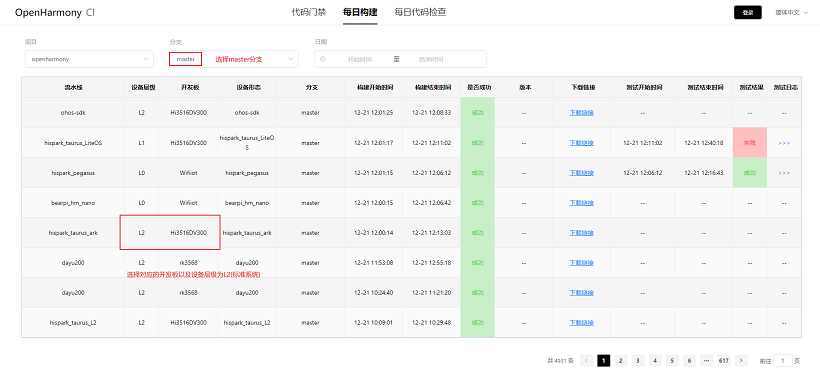 OpenHarmony CI 代码门禁 每日构建 每日代码检查 登录 简体中文
项目 分支 日期
openharmony master 选择master分支 开始时间 至 结束时间
流水线 设备层级 开发板 设备形态 分支 构建开始时间 构建结束时间 是否成功 版本 下载链接 测试开始时间 测试结束时间 测试结果 测试日志
ohos-sdk L2 Hi3516DV300 ohos-sdk master 12-21 12:01:25 12-21 12:08:33 成功 -- 下载链接 -- -- -- --
hispark_taurus_LiteOS L1 Hi3516DV300 hispark_taurus_LiteO
S master 12-21 12:01:17 12-21 12:11:02 成功 -- 下载链接 12-21 12:11:02 12-21 12:40:18 失败 >>>
hispark_pegasus L0 Wifiiot hispark_pegasus master 12-21 12:01:15 12-21 12:06:12 成功 -- 下载链接 12-21 12:06:12 12-21 12:16:43 成功 >>>
bearpi_hm_nano L0 Wifiiot bearpi_hm_nano master 12-21 12:00:15 12-21 12:06:42 成功 -- 下载链接 -- -- -- --
hispark_taurus_ark L2 Hi3516DV300 hispark_taurus_ark master 12-21 12:00:14 12-21 12:13:03 成功 -- 下载链接 -- -- -- --
dayu200 L2 rk3568 dayu200 master 12-21 11:53:08 12-21 12:55:18 成功 -- 下载链接 -- -- -- --
选择对应的开发板以及设备层级为L2(标准系统)
dayu200 L2 rk3568 dayu200 master 12-21 10:24:40 12-21 11:21:20 成功 -- 下载链接 -- -- -- --
hispark_taurus_L2 L2 Hi3516DV300 hispark_taurus_L2 master 12-21 10:09:01 12-21 10:29:48 成功 -- 下载链接 -- -- -- --
共 4931 条 < 1 2 3 4 5 6 ··· 617 > 前往 1 页